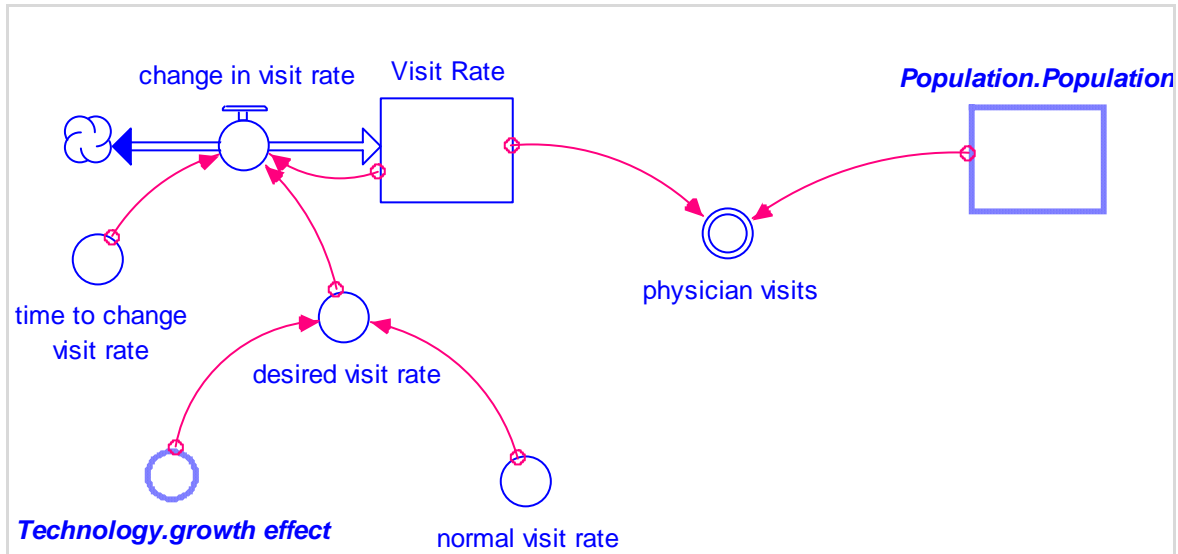 change in visit rate
Visit Rate
Population.Population
time to change
visit rate
physician visits
desired visit rate
Technology.growth effect
normal visit rate